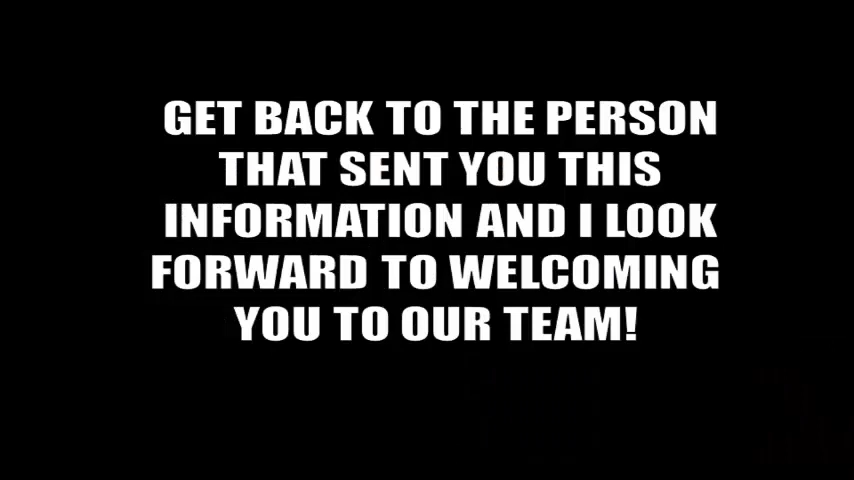 GET BACK TO THE PERSON
THAT SENT YOU THIS
INFORMATION AND I LOOK
FORWARD TO WELCOMING
YOU TO OUR TEAM!